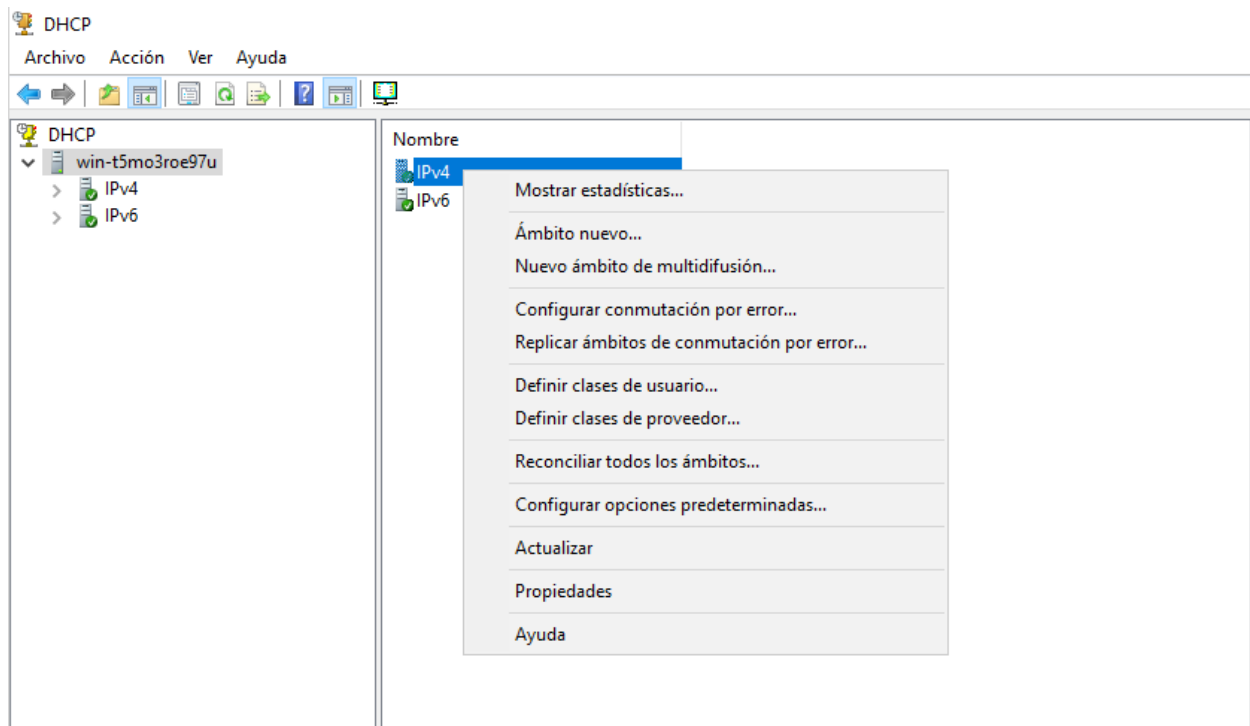 DHCP
Archivo Acción Ver Ayuda
DHCP
win-t5mo3roe97u
IPv4
IPv6
Nombre
IPv4
IPv6
Mostrar estadísticas...
Ámbito nuevo...
Nuevo ámbito de multidifusión...
Configurar conmutación por error...
Replicar ámbitos de conmutación por error...
Definir clases de usuario...
Definir clases de proveedor...
Reconciliar todos los ámbitos...
Configurar opciones predeterminadas...
Actualizar
Propiedades
Ayuda